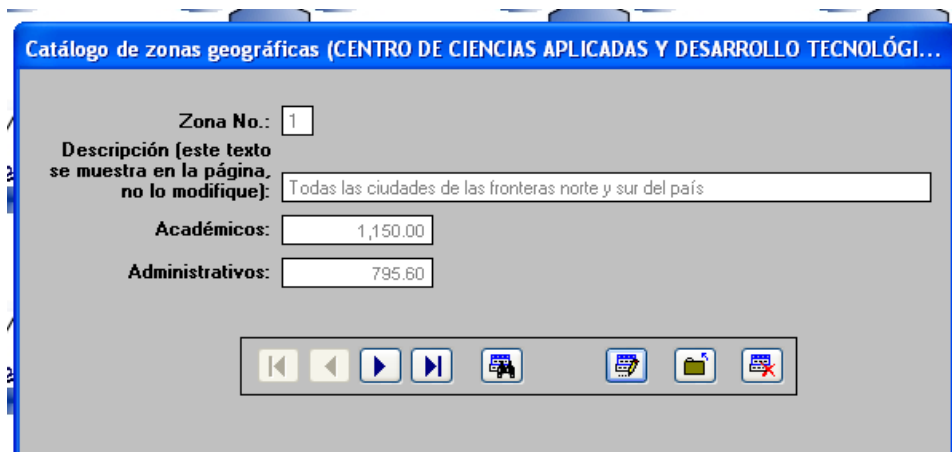 Catálogo de zonas geográficas (CENTRO DE CIENCIAS APLICADAS Y DESARROLLO TECNOLÓGI...
Zona No.: 1
Descripción (este texto
se muestra en la página,
no lo modifique): Todas las ciudades de las fronteras norte y sur del país
Académicos: 1,150.00
Administrativos: 795.60